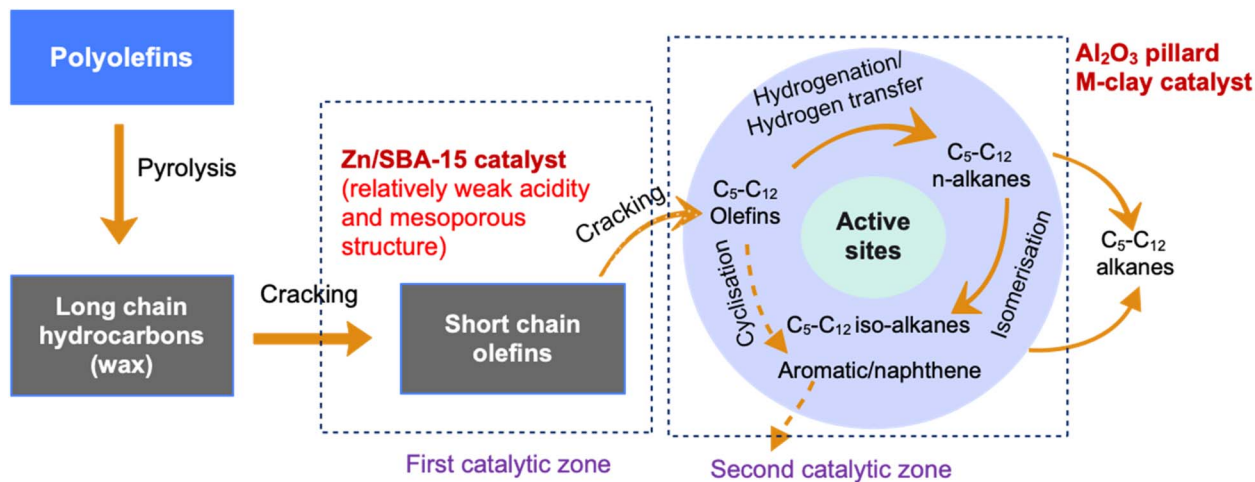 Polyolefins
Pyrolysis
Long chain
hydrocarbons
(wax)
Cracking
Zn/SBA-15 catalyst
(relatively weak acidity
and mesoporous
structure)
Short chain
olefins
First catalytic zone
Cracking
C₅-C₁₂
Olefins
Hydrogenation/
Hydrogen transfer
C₅-C₁₂
n-alkanes
Active
sites
Cyclisation
Isomerisation
C₅-C₁₂ iso-alkanes
Aromatic/naphthene
Second catalytic zone
Al₂O₃ pillard
M-clay catalyst
C₅-C₁₂
alkanes